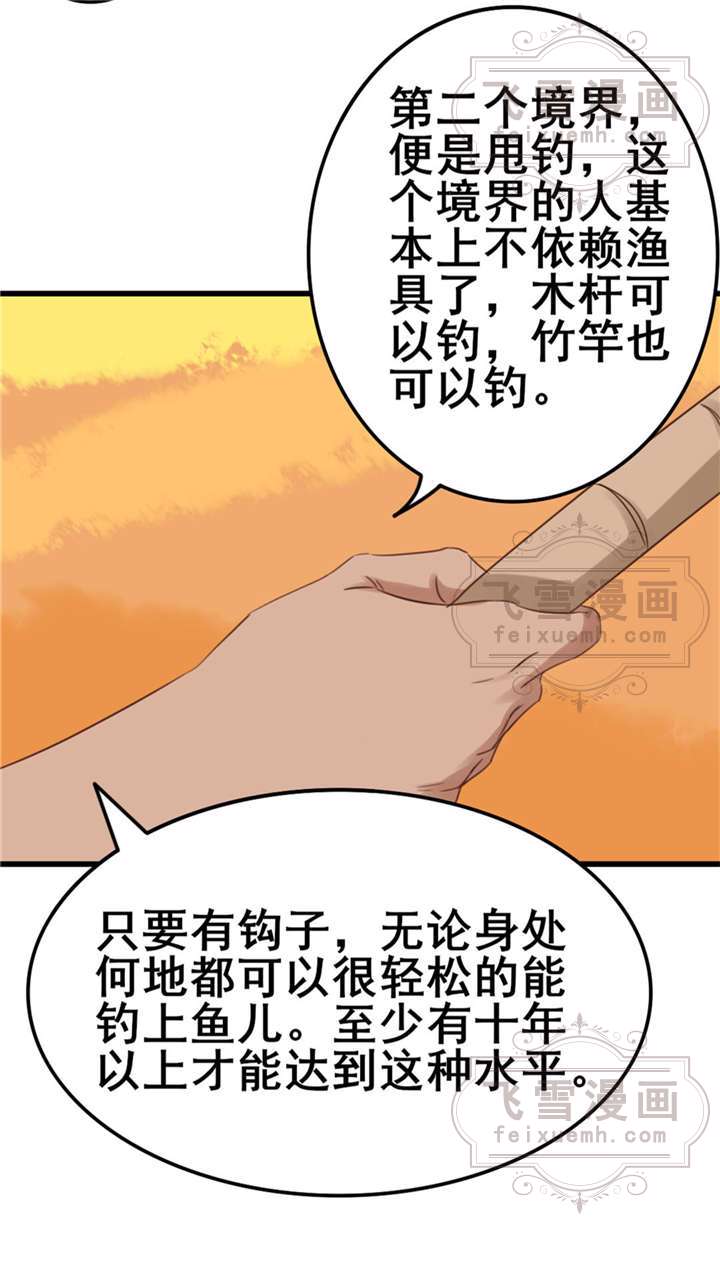 飞雪漫画
feixuemh.com
第二个境界，
便是甩钓，这
个境界的人基
本上不依赖渔
具了，木杆可
以钓，竹竿也
可以钓。
飞雪漫画
feixuemh.com
只要有钩子，无论身处
何地都可以很轻松的能
钓上鱼儿。至少有十年
以上才能达到这种水平。
飞雪漫画
feixuemh.com